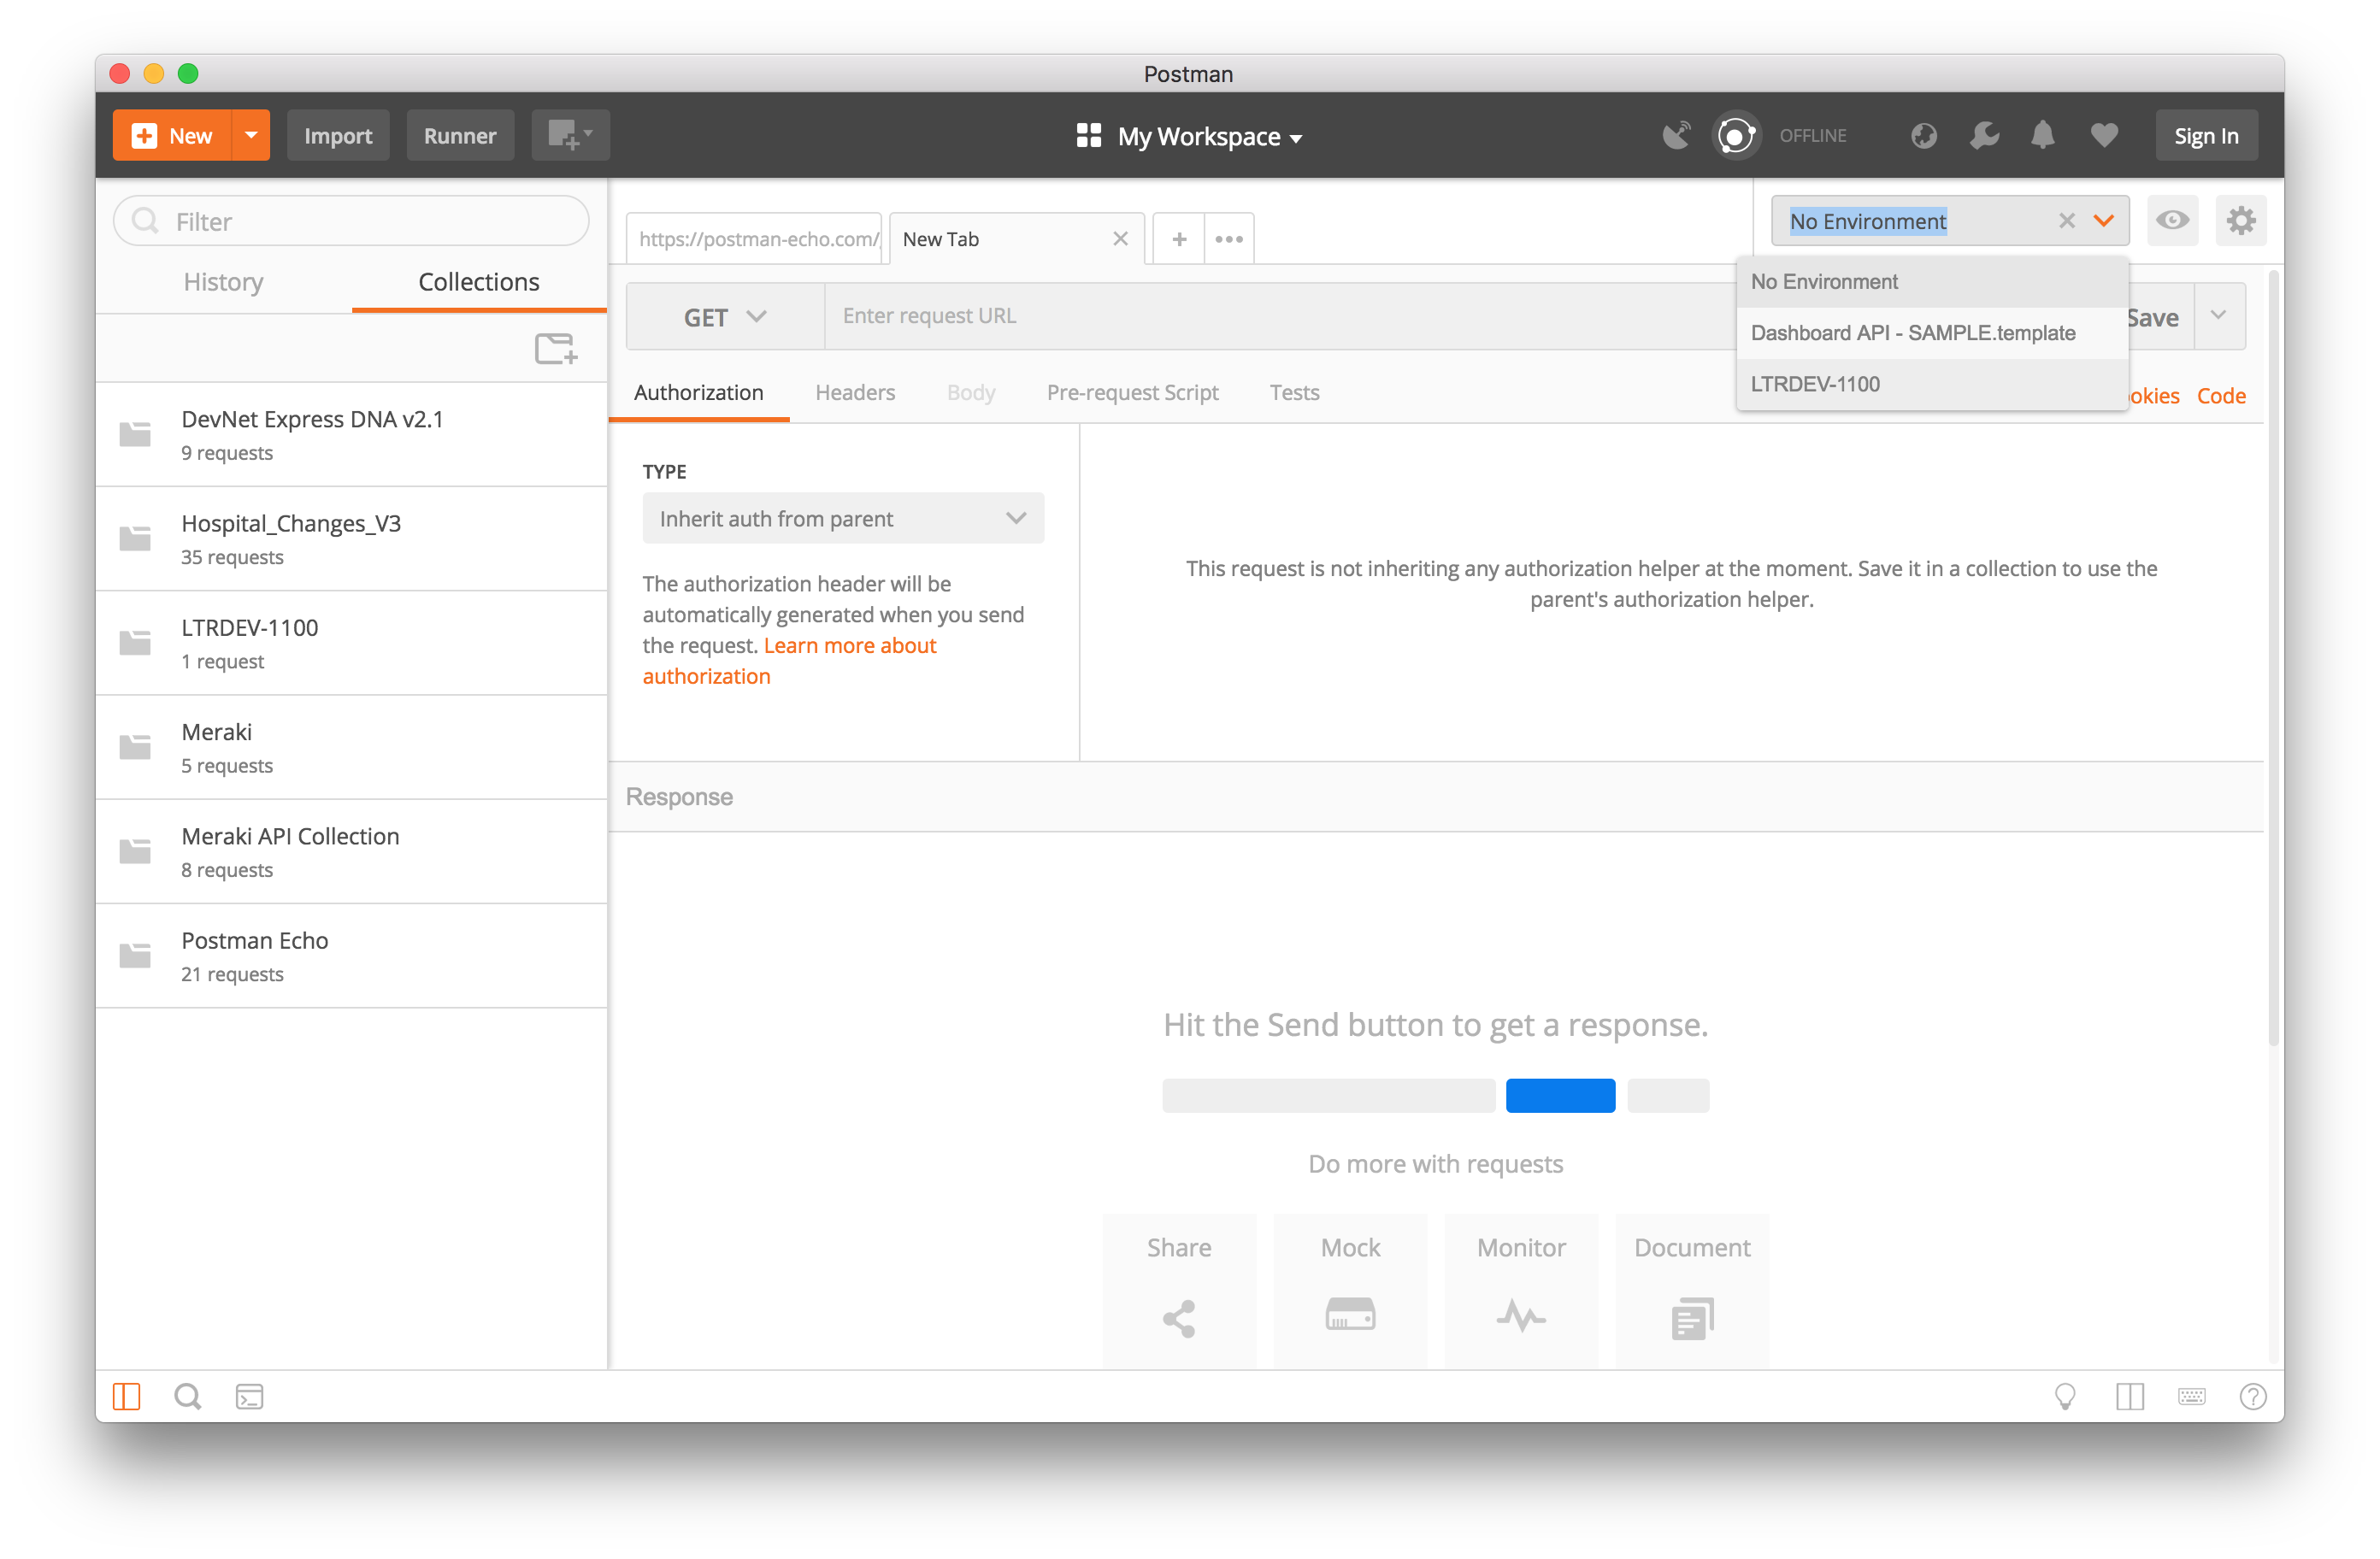 Postman
New
Import
Runner
My Workspace
OFFLINE
Sign In
Filter
History
Collections
DevNet Express DNA v2.1
9 requests
Hospital_Changes_V3
35 requests
LTRDEV-1100
1 request
Meraki
5 requests
Meraki API Collection
8 requests
Postman Echo
21 requests
https://postman-echo.com/
New Tab
No Environment
No Environment
Dashboard API - SAMPLE.template
LTRDEV-1100
GET
Enter request URL
Save
Authorization
Headers
Body
Pre-request Script
Tests
okies
Code
TYPE
Inherit auth from parent
The authorization header will be
automatically generated when you send
the request. Learn more about
authorization
This request is not inheriting any authorization helper at the moment. Save it in a collection to use the
parent's authorization helper.
Response
Hit the Send button to get a response.
Do more with requests
Share
Mock
Monitor
Document